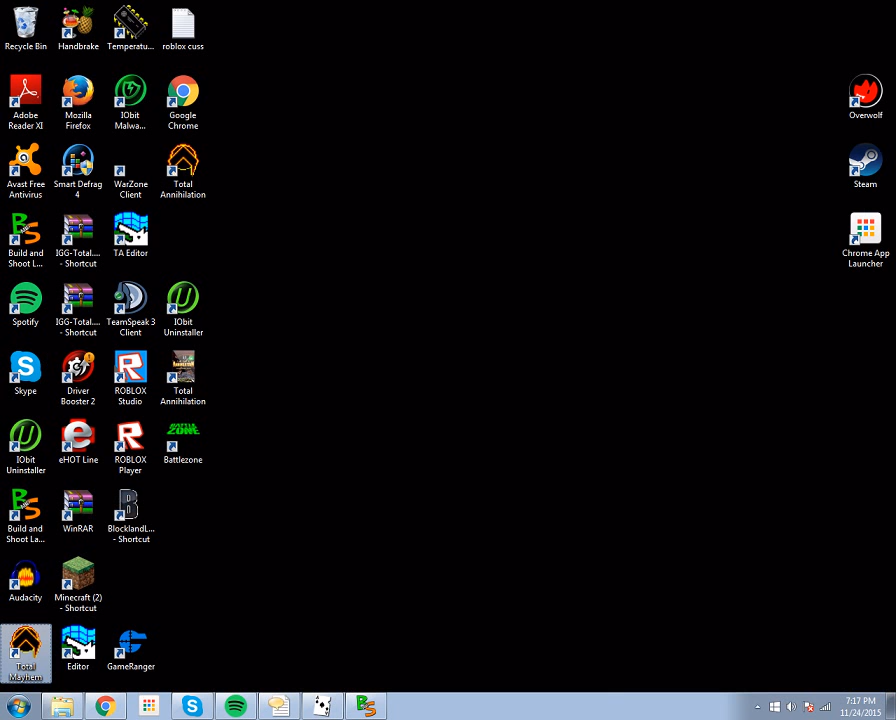 Recycle Bin
Handbrake
Temperatu...
roblox cuss
Adobe
Reader XI
Mozilla
Firefox
IObit
Malwa...
Google
Chrome
Overwolf
Avast Free
Antivirus
Smart Defrag
4
WarZone
Client
Total
Annihilation
Steam
Build and
Shoot L...
IGG-Total....
- Shortcut
TA Editor
Chrome App
Launcher
Spotify
IGG-Total....
- Shortcut
TeamSpeak 3
Client
IObit
Uninstaller
Skype
Driver
Booster 2
ROBLOX
Studio
Total
Annihilation
IObit
Uninstaller
eHOT Line
ROBLOX
Player
BATTLE
ZONE
Battlezone
Build and
Shoot La...
WinRAR
BlocklandL...
- Shortcut
Audacity
Minecraft (2)
- Shortcut
Total
Mayhem
Editor
GameRanger
7:17 PM
11/24/2015